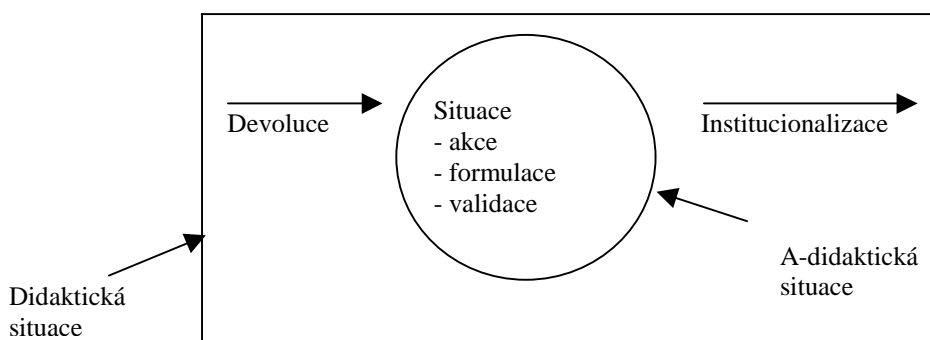 Devoluce
Situace
- akce
- formulace
- validace
Institucionalizace
A-didaktická
situace
Didaktická
situace